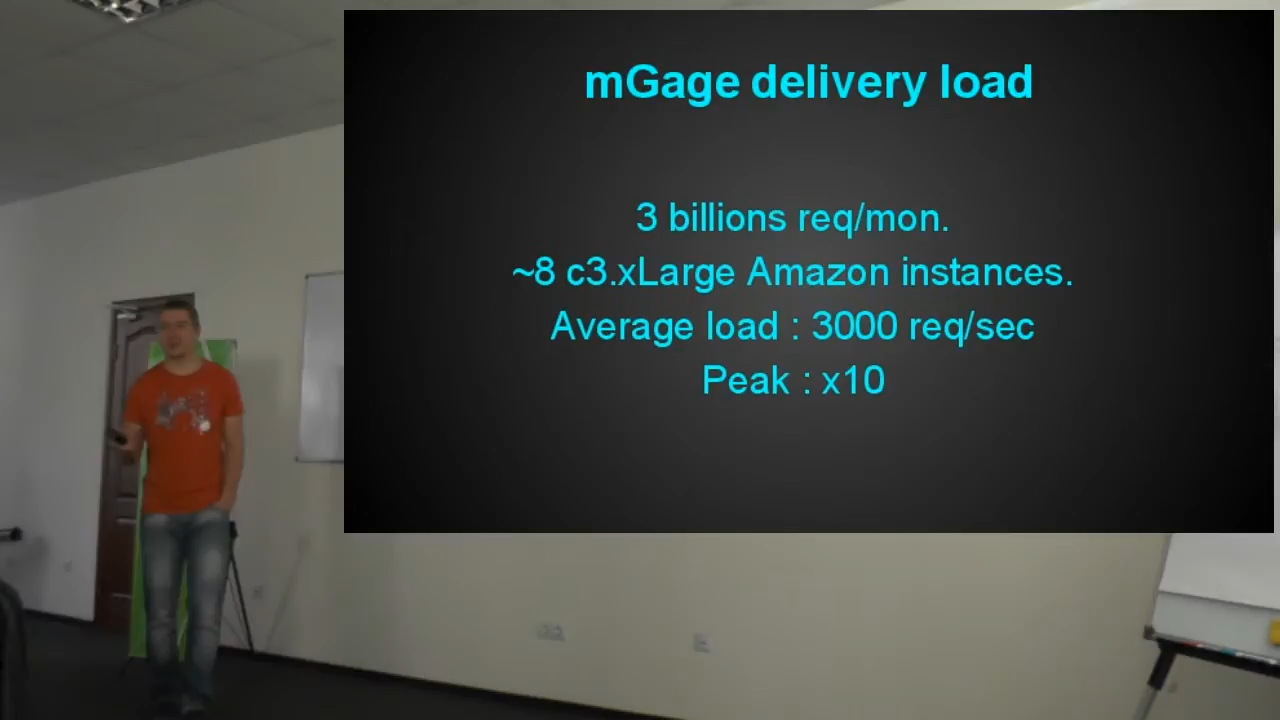 mGage delivery load
3 billions req/mon.
~8 c3.xLarge Amazon instances.
Average load : 3000 req/sec
Peak : x10